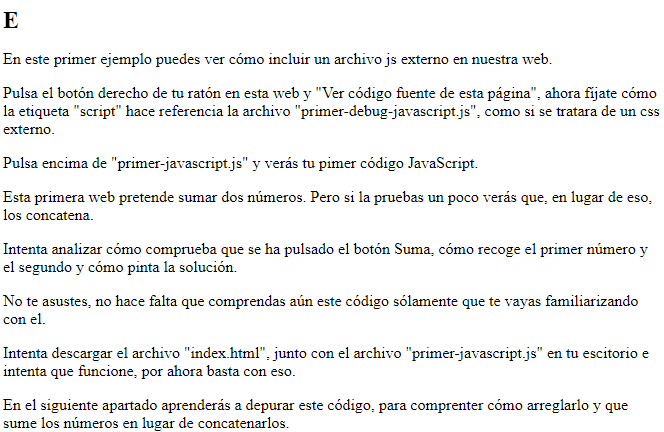 E
En este primer ejemplo puedes ver cómo incluir un archivo js externo en nuestra web.
Pulsa el botón derecho de tu ratón en esta web y "Ver código fuente de esta página", ahora fíjate cómo
la etiqueta "script" hace referencia la archivo "primer-debug-javascript.js", como si se tratara de un css
externo.
Pulsa encima de "primer-javascript.js" y verás tu pimer código JavaScript.
Esta primera web pretende sumar dos números. Pero si la pruebas un poco verás que, en lugar de eso,
los concatena.
Intenta analizar cómo comprueba que se ha pulsado el botón Suma, cómo recoge el primer número y
el segundo y cómo pinta la solución.
No te asustes, no hace falta que comprendas aún este código sólamente que te vayas familiarizando
con el.
Intenta descargar el archivo "index.html", junto con el archivo "primer-javascript.js" en tu escritorio e
intenta que funcione, por ahora basta con eso.
En el siguiente apartado aprenderás a depurar este código, para comprenter cómo arreglarlo y que
sume los números en lugar de concatenarlos.